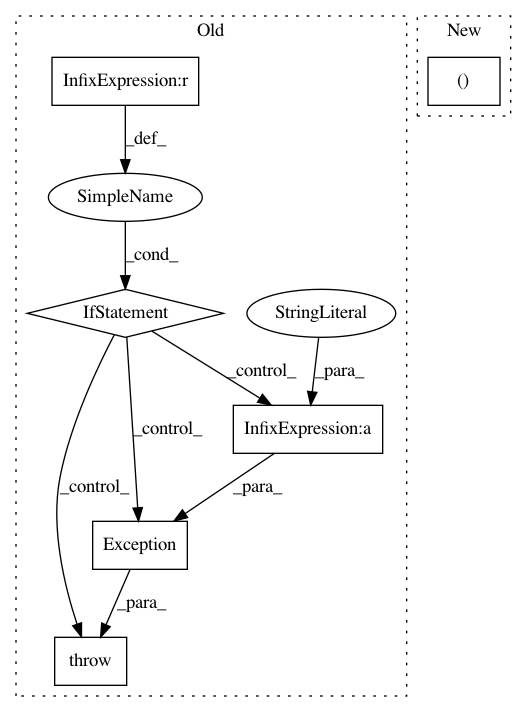 Old
New
InfixExpression:r
()
_def_
SimpleName
_cond_
IfStatement
StringLiteral
_control_
_para_
_control_
InfixExpression:a
_control_
_para_
Exception
_para_
throw